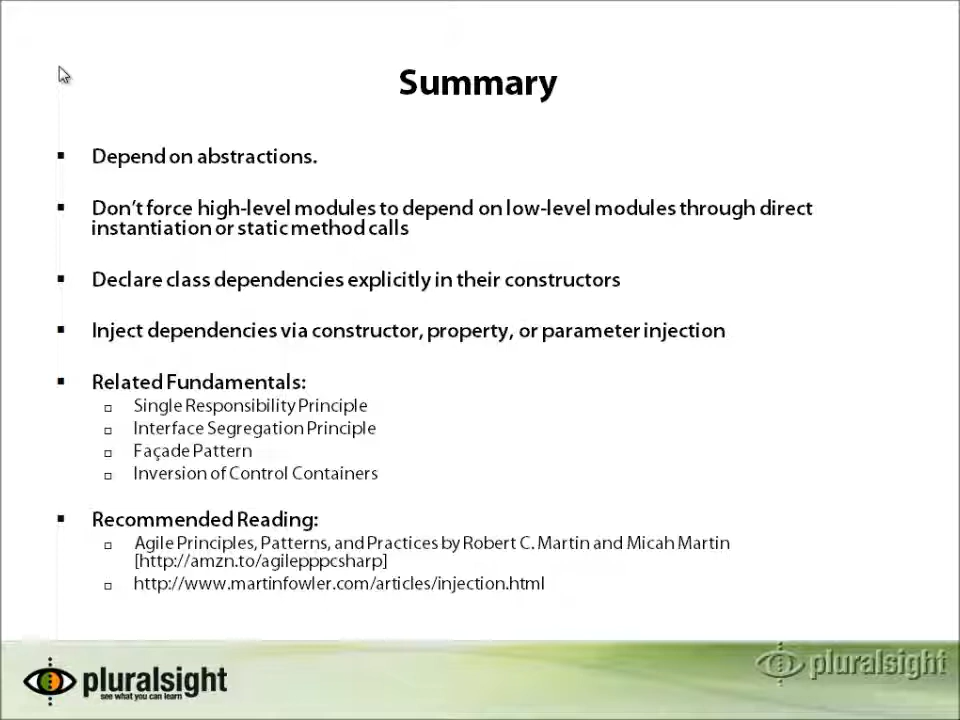 Summary
Depend on abstractions.
Don't force high-level modules to depend on low-level modules through direct
instantiation or static method calls
Declare class dependencies explicitly in their constructors
Inject dependencies via constructor, property, or parameter injection
Related Fundamentals:
Single Responsibility Principle
Interface Segregation Principle
Façade Pattern
Inversion of Control Containers
Recommended Reading:
Agile Principles, Patterns, and Practices by Robert C. Martin and Micah Martin
[http://amzn.to/agilepppcsharp]
http://www.martinfowler.com/articles/injection.html
pluralsight
see what you can learn
pluralsight